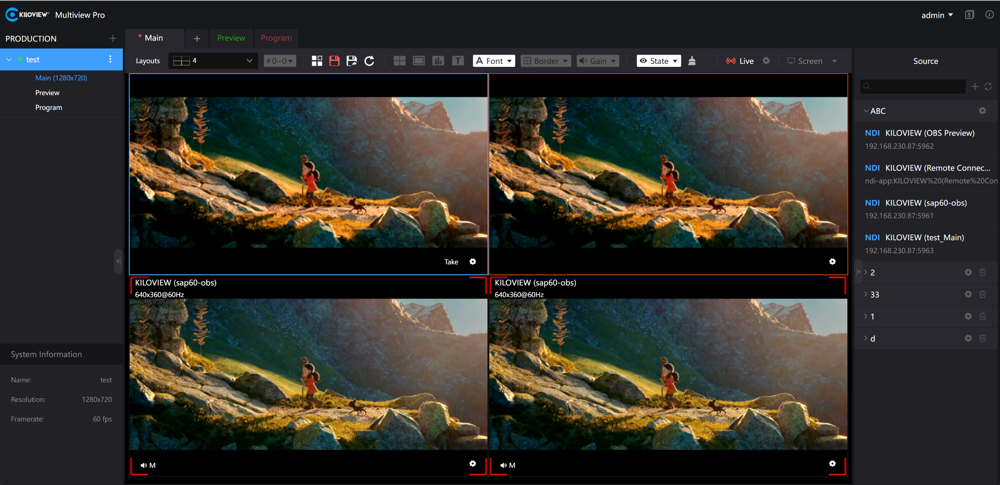 KILOVIEW® Multiview Pro
admin
A
i
PRODUCTION
test
Main (1280x720)
Preview
Program
* Main
+
Preview
Program
Layouts
4
#0~0
T
A Font
Border
Gain
State
Live
Screen
Take
KILOVIEW (sap60-obs)
640x360@60Hz
M
KILOVIEW (sap60-obs)
640x360@60Hz
M
Source
ABC
NDI KILOVIEW (OBS Preview)
192.168.230.87:5962
NDI KILOVIEW (Remote Connec...
ndi-app:KILOVIEW%20(Remote%20Con
NDI KILOVIEW (sap60-obs)
192.168.230.87:5961
NDI KILOVIEW (test_Main)
192.168.230.87:5963
2
33
1
d
System Information
Name: test
Resolution: 1280x720
Framerate: 60 fps